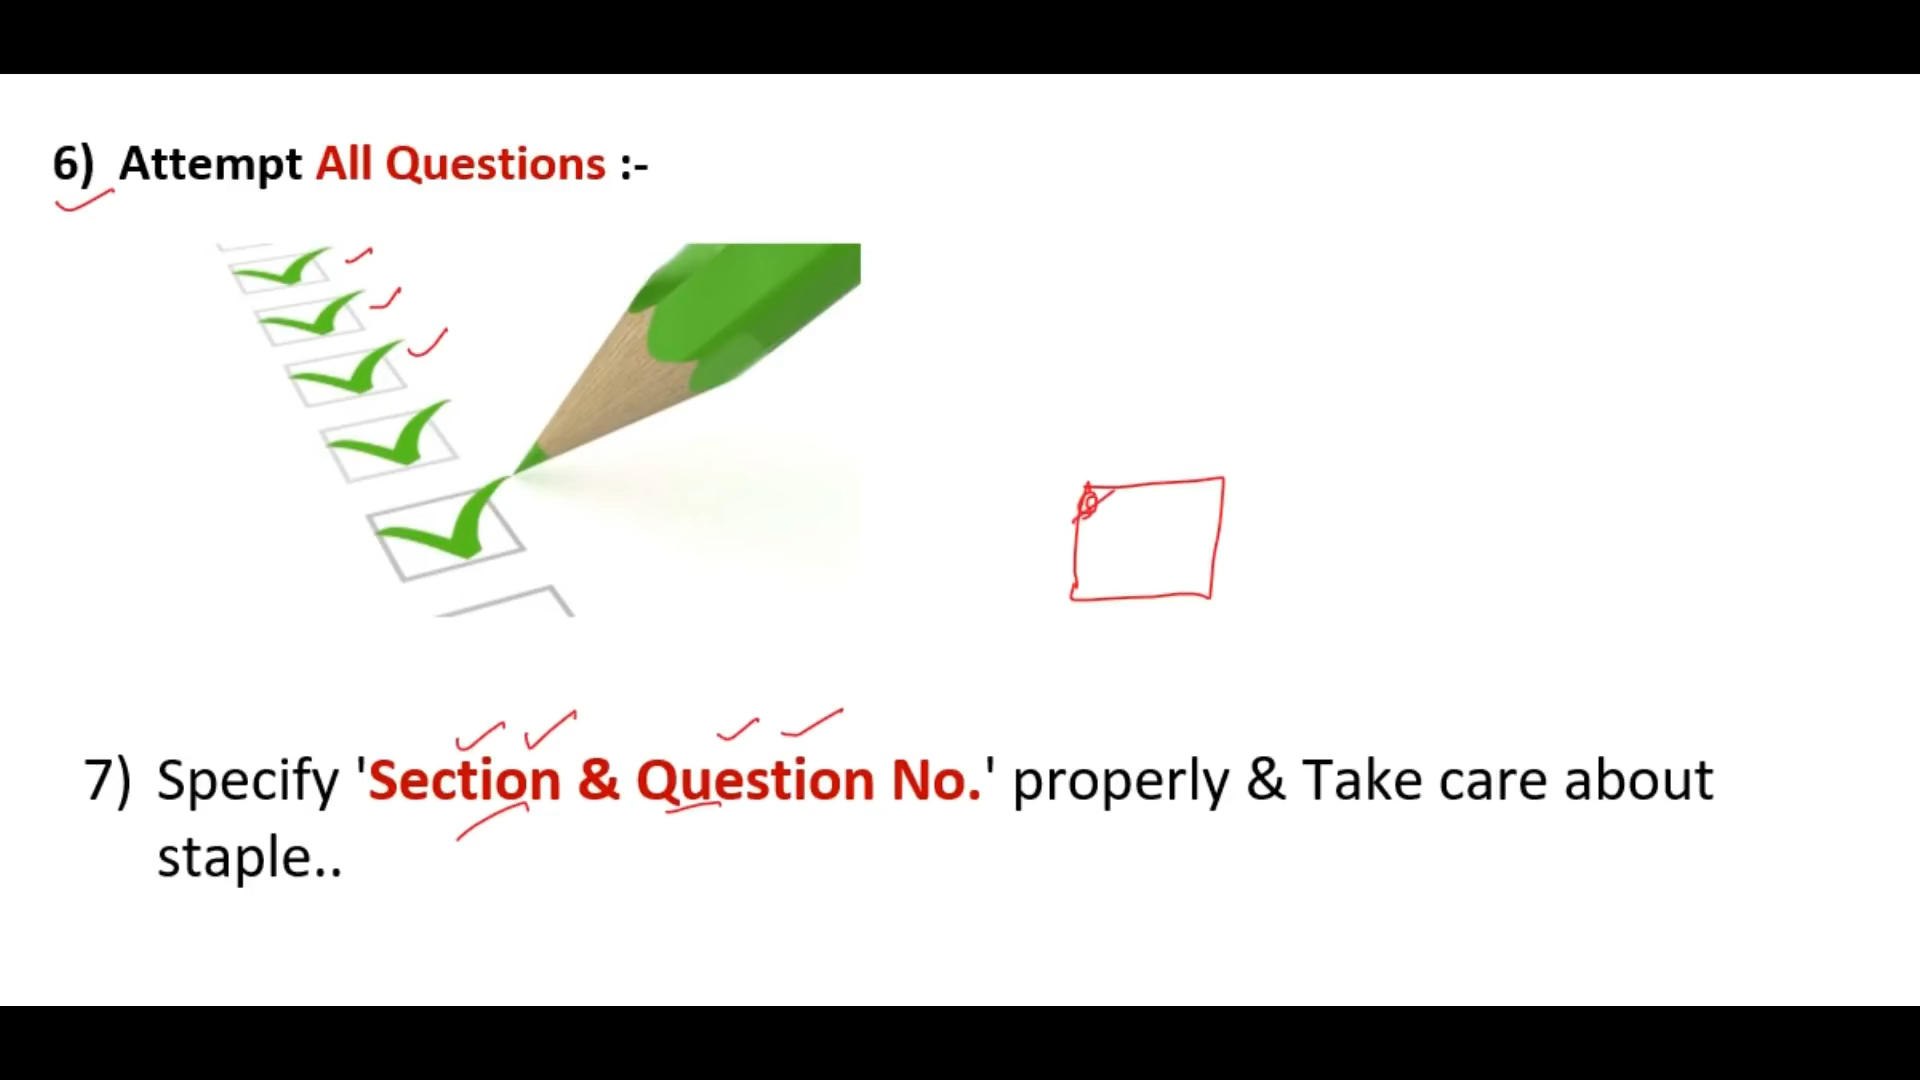 6) Attempt All Questions :-
7) Specify 'Section & Question No.' properly & Take care about
staple..